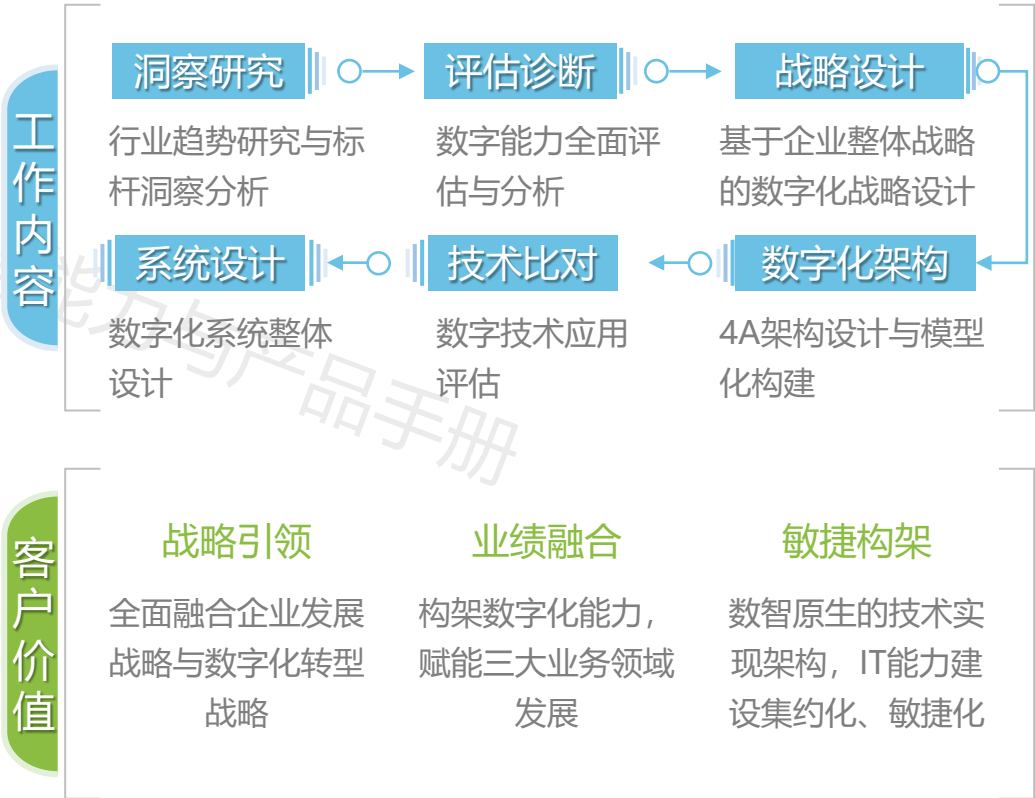 工作内容
洞察研究
评估诊断
战略设计
行业趋势研究与标
杆洞察分析
数字能力全面评
估与分析
基于企业整体战略
的数字化战略设计
系统设计
技术比对
数字化架构
数字化系统整体
设计
数字技术应用
评估
4A架构设计与模型
化构建
能力与产品手册
客户价值
战略引领
业绩融合
敏捷构架
全面融合企业发展
战略与数字化转型
战略
构架数字化能力，
赋能三大业务领域
发展
数智原生的技术实
现架构，IT能力建
设集约化、敏捷化